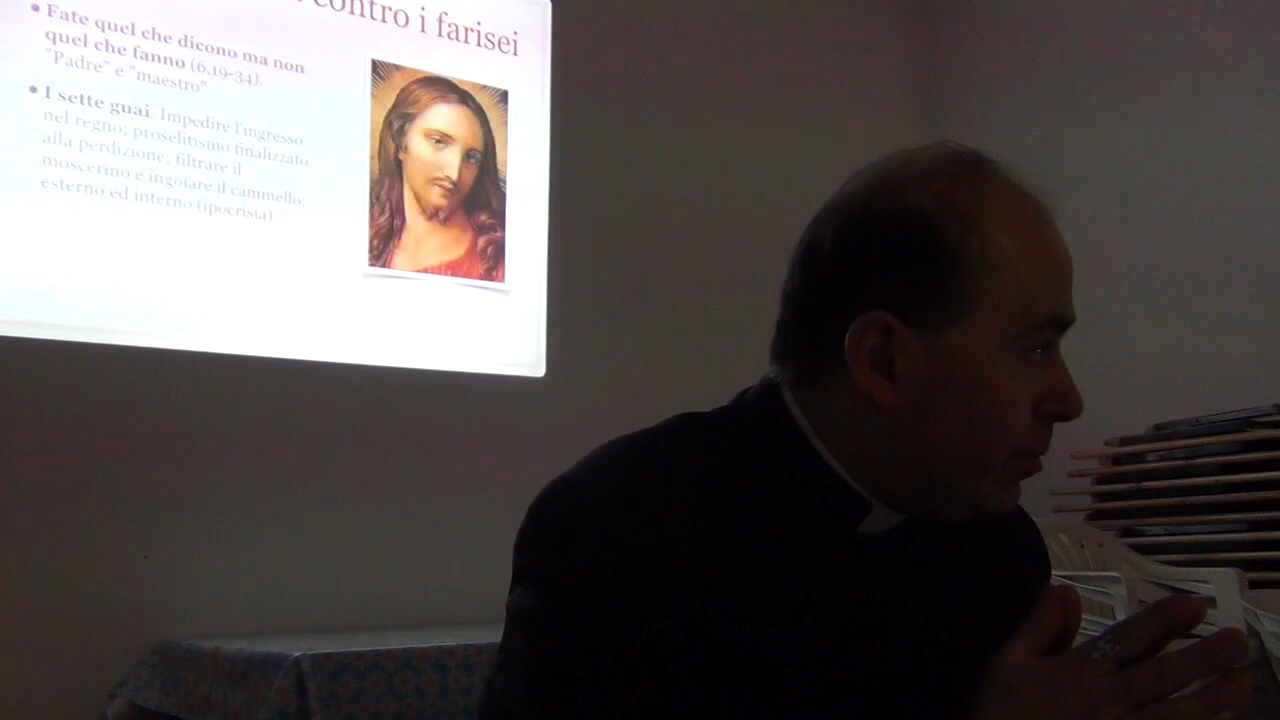 contro i farisei
• Fate quel che dicono ma non
quel che fanno (6,19-34).
"Padre" e "maestro"
• I sette guai. Impedire l'ingresso
nel regno; proselitismo finalizzato
alla perdizione; filtrare il
moscerino e ingoiare il cammello;
esterno ed interno (ipocrisia).